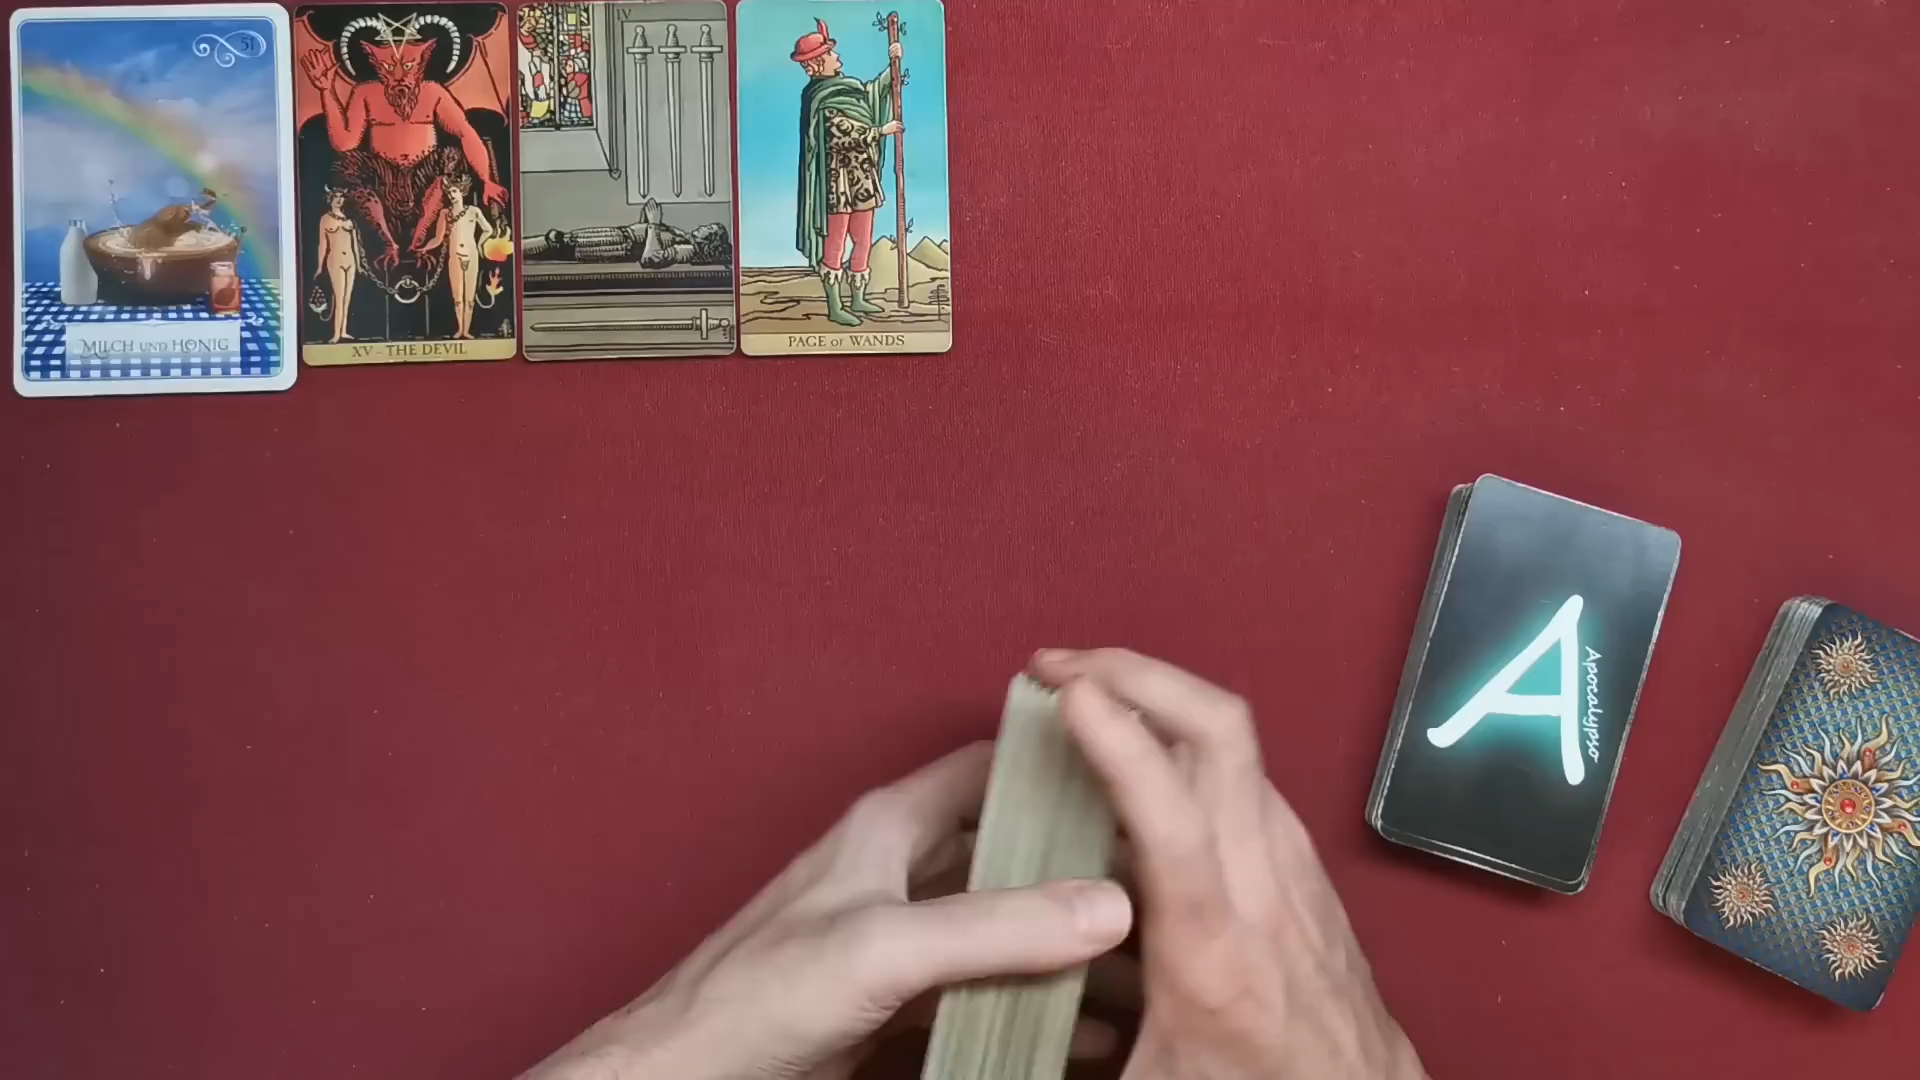 51
MILCH UND HONIG
XV - THE DEVIL
IV
PAGE OF WANDS
A
Apocalypso